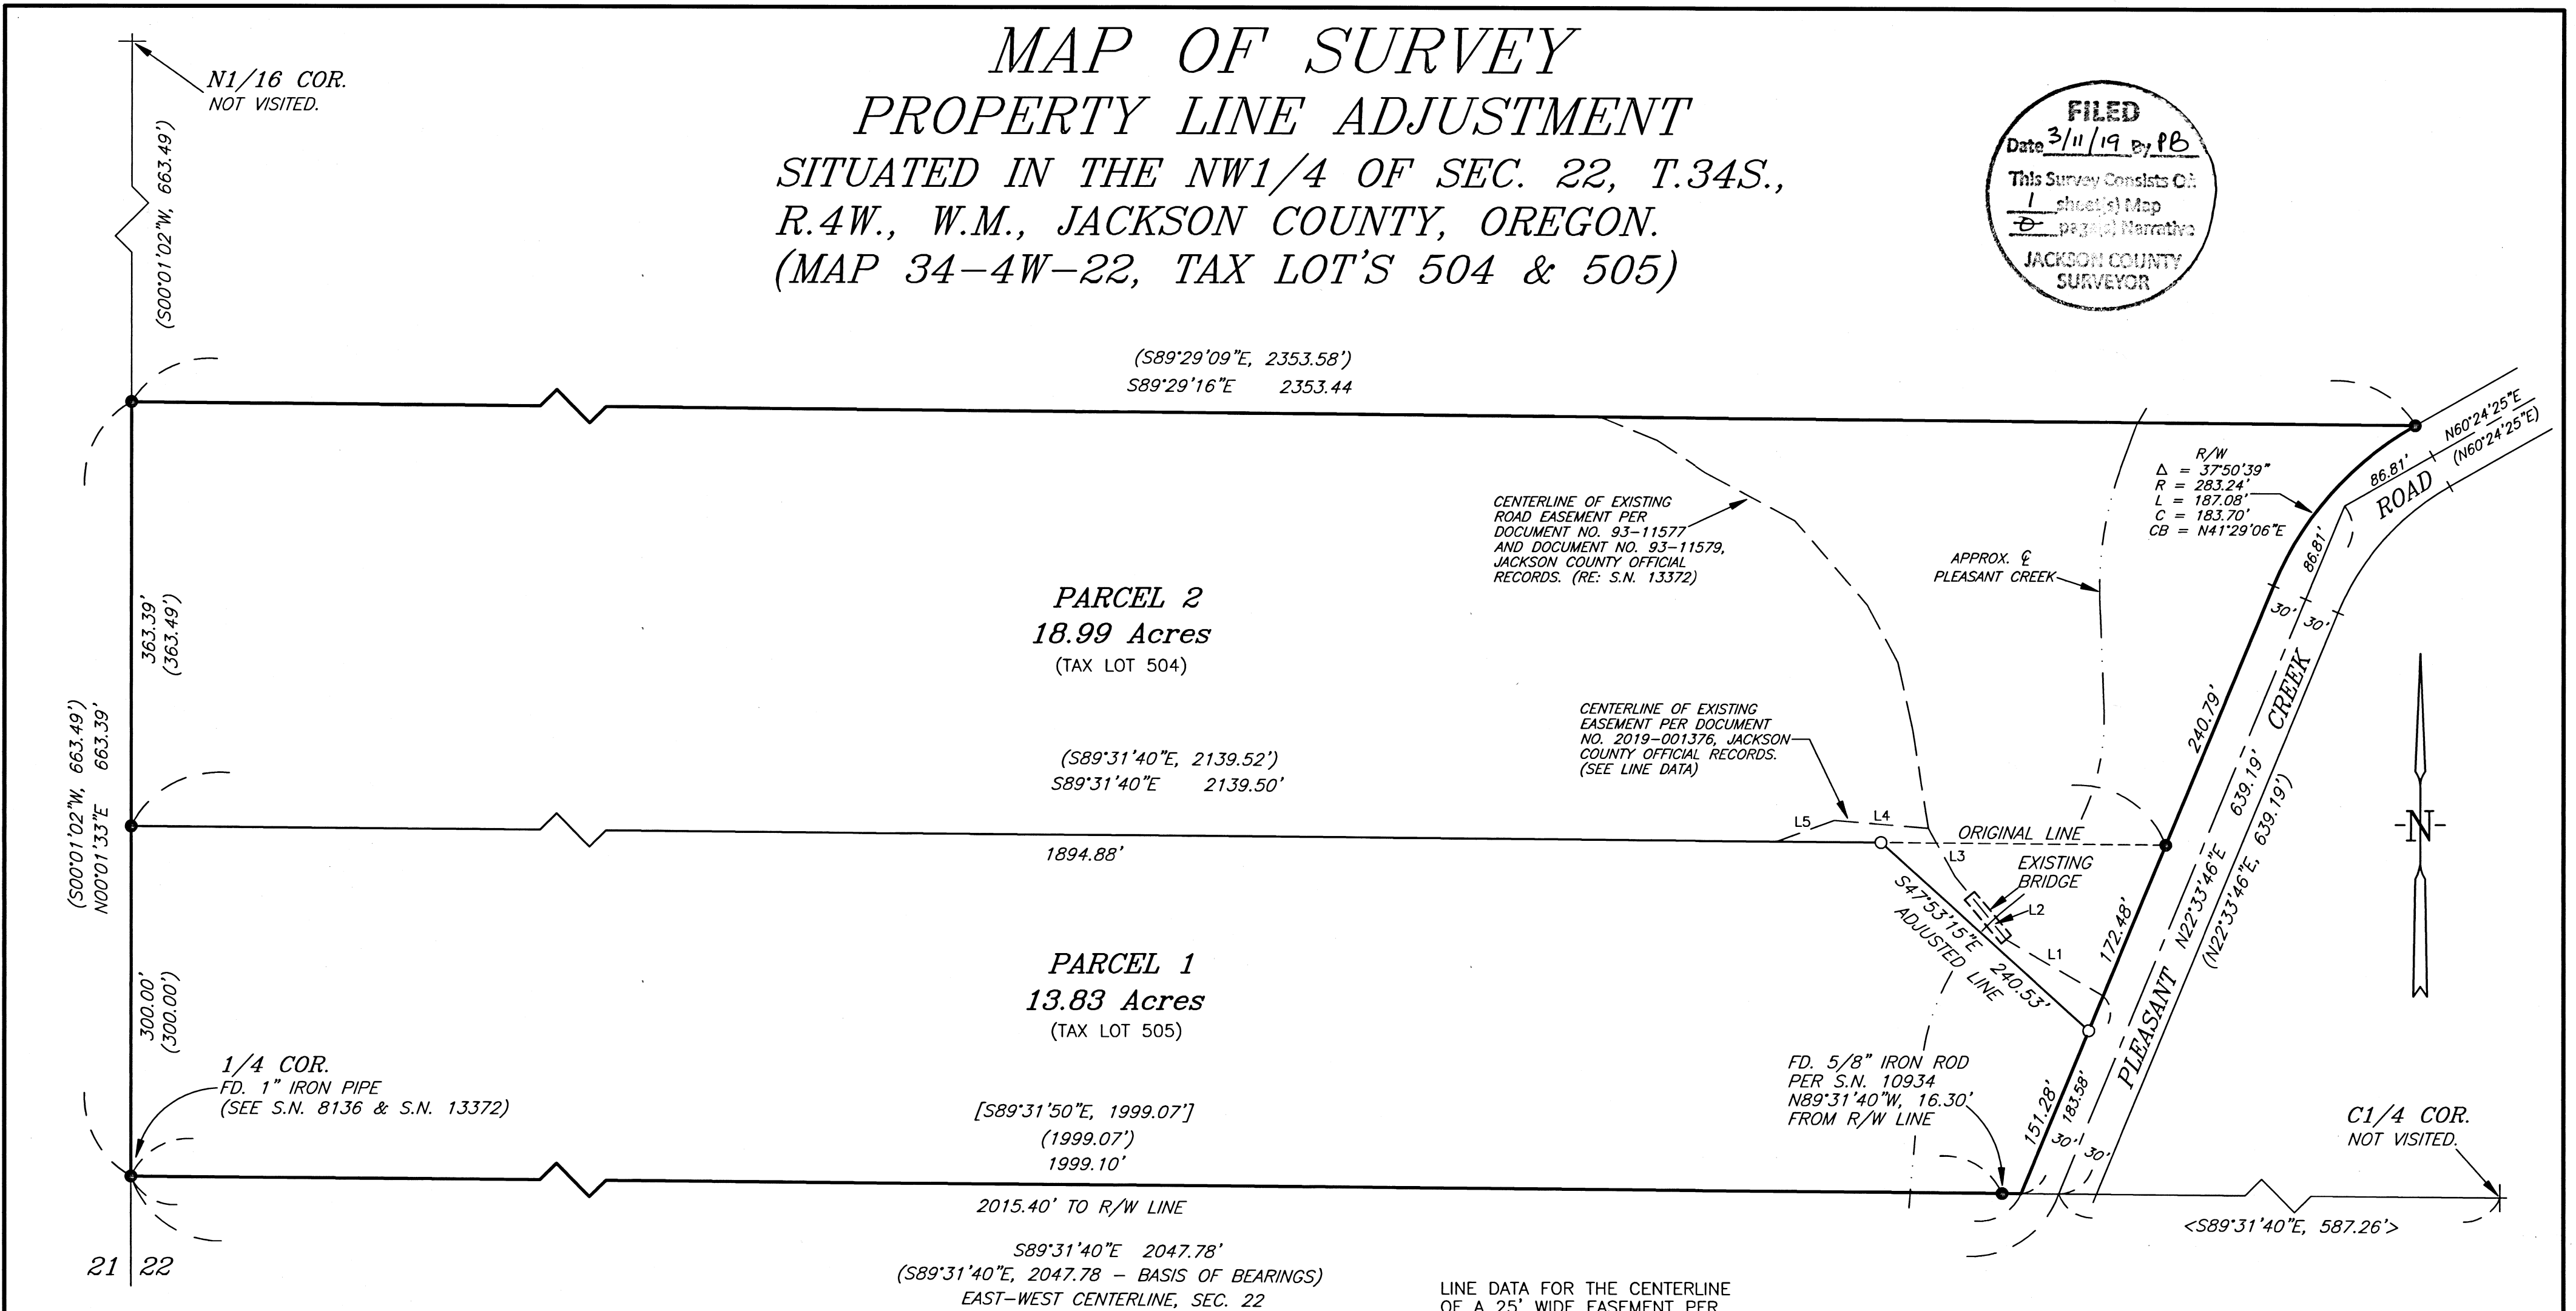 MAP OF SURVEY
PROPERTY LINE ADJUSTMENT
SITUATED IN THE NW1/4 OF SEC. 22, T.34S.,
R.4W., W.M., JACKSON COUNTY, OREGON.
(MAP 34-4W-22, TAX LOT'S 504 & 505)
FILED
Date 3/11/19 By PB
This Survey Consists Of:
1 sheet(s) Map
0 page(s) Narrative
JACKSON COUNTY
SURVEYOR
N1/16 COR.
NOT VISITED.
(S00°01'02"W, 663.49')
(S89°29'09"E, 2353.58')
S89°29'16"E 2353.44
N60°24'25"E
(N60°24'25"E)
86.81'
ROAD
R/W
Δ = 37°50'39"
R = 283.24'
L = 187.08'
C = 183.70'
CB = N41°29'06"E
86.81'
30'
30'
CENTERLINE OF EXISTING
ROAD EASEMENT PER
DOCUMENT NO. 93-11577
AND DOCUMENT NO. 93-11579,
JACKSON COUNTY OFFICIAL
RECORDS. (RE: S.N. 13372)
APPROX. ℄
PLEASANT CREEK
PARCEL 2
18.99 Acres
(TAX LOT 504)
363.39'
(363.49')
(S00°01'02"W, 663.49')
N00°01'33"E 663.39'
CENTERLINE OF EXISTING
EASEMENT PER DOCUMENT
NO. 2019-001376, JACKSON
COUNTY OFFICIAL RECORDS.
(SEE LINE DATA)
240.79'
CREEK
(S89°31'40"E, 2139.52')
S89°31'40"E 2139.50'
1894.88'
L5
L4
ORIGINAL LINE
L3
EXISTING
BRIDGE
L2
L1
S47°53'15"E 240.53'
ADJUSTED LINE
172.48'
N22°33'46"E 639.19'
(N22°33'46"E, 639.19')
PLEASANT
-N-
PARCEL 1
13.83 Acres
(TAX LOT 505)
300.00'
(300.00')
1/4 COR.
FD. 1" IRON PIPE
(SEE S.N. 8136 & S.N. 13372)
FD. 5/8" IRON ROD
PER S.N. 10934
N89°31'40"W, 16.30'
FROM R/W LINE
151.28'
183.58'
30'
30'
C1/4 COR.
NOT VISITED.
[S89°31'50"E, 1999.07']
(1999.07')
1999.10'
2015.40' TO R/W LINE
<S89°31'40"E, 587.26'>
S89°31'40"E 2047.78'
(S89°31'40"E, 2047.78 - BASIS OF BEARINGS)
EAST-WEST CENTERLINE, SEC. 22
21 22
LINE DATA FOR THE CENTERLINE
OF A 25' WIDE EASEMENT PER